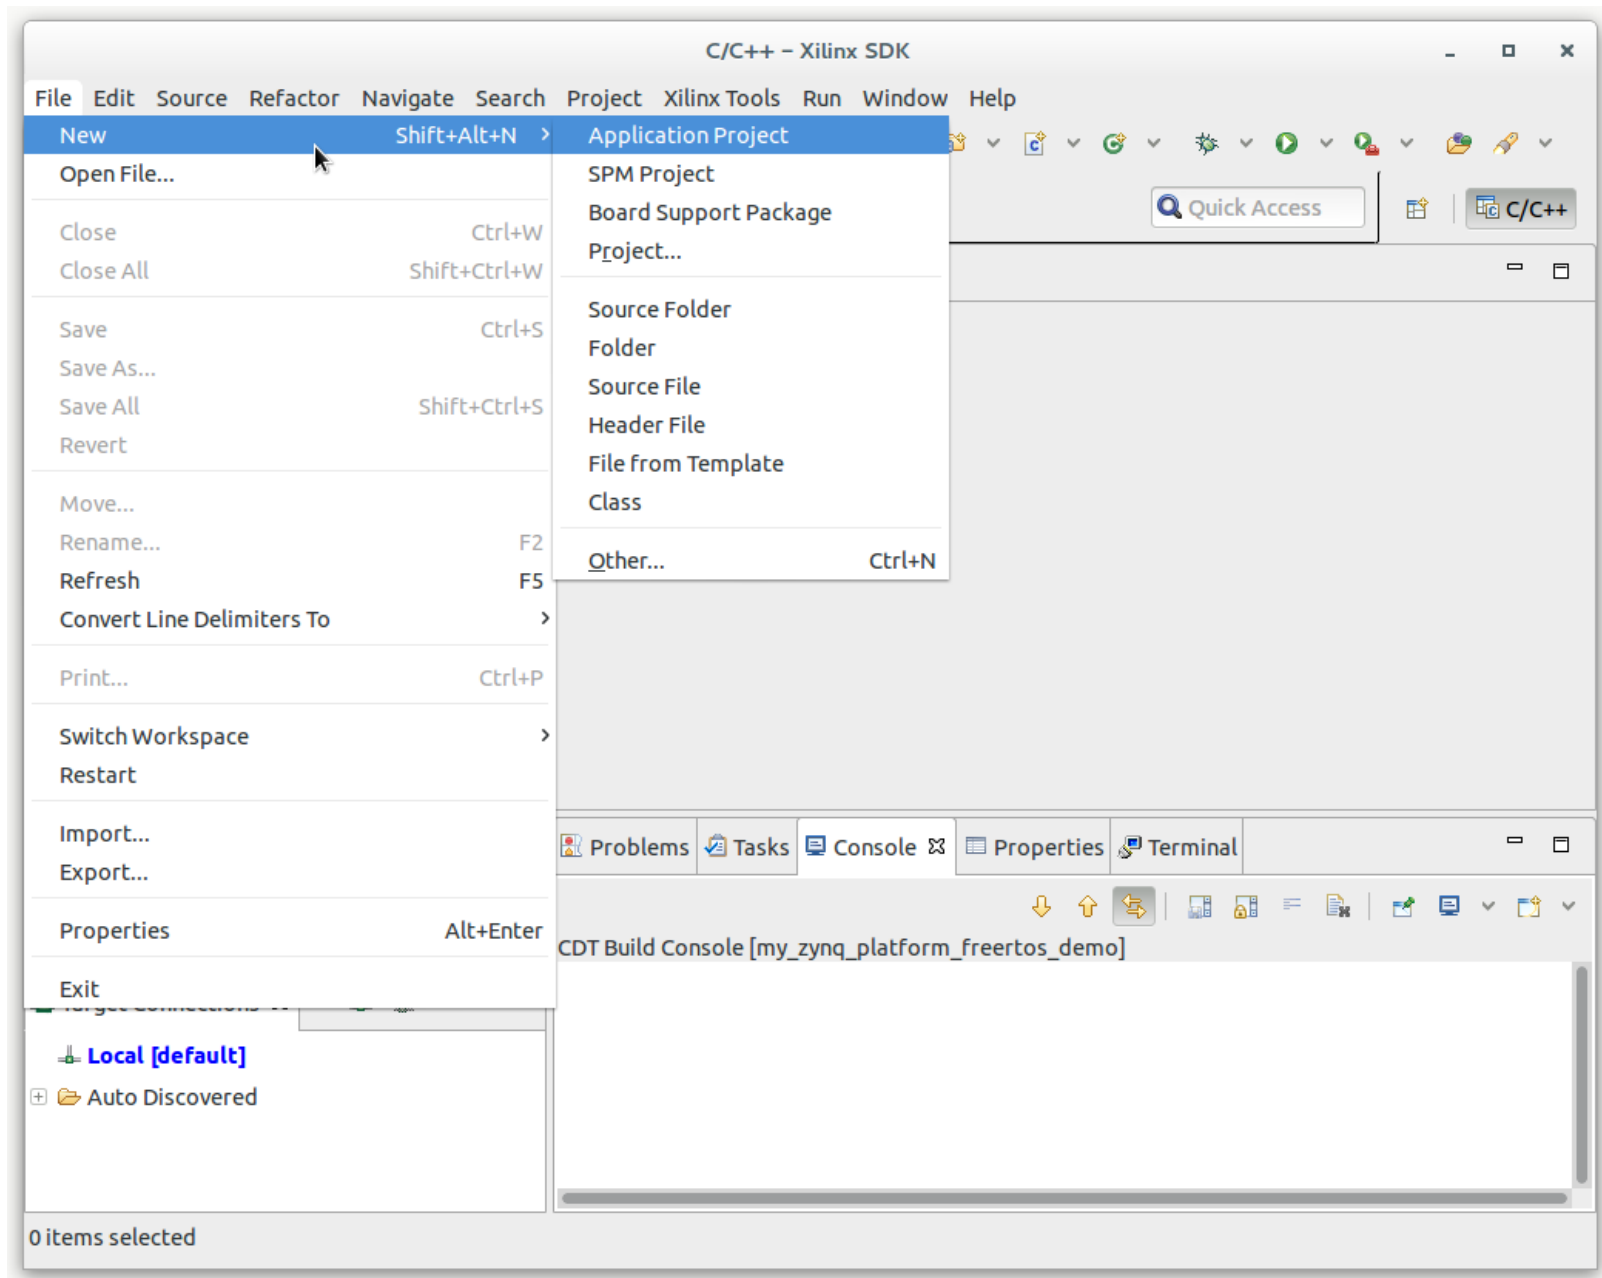 C/C++ – Xilinx SDK
File Edit Source Refactor Navigate Search Project Xilinx Tools Run Window Help
New Shift+Alt+N
Open File...
Close Ctrl+W
Close All Shift+Ctrl+W
Save Ctrl+S
Save As...
Save All Shift+Ctrl+S
Revert
Move...
Rename... F2
Refresh F5
Convert Line Delimiters To
Print... Ctrl+P
Switch Workspace
Restart
Import...
Export...
Properties Alt+Enter
Exit
Application Project
SPM Project
Board Support Package
Project...
Source Folder
Folder
Source File
Header File
File from Template
Class
Other... Ctrl+N
Quick Access
C/C++
Problems Tasks Console Properties Terminal
CDT Build Console [my_zynq_platform_freertos_demo]
Target Connections
Local [default]
Auto Discovered
0 items selected